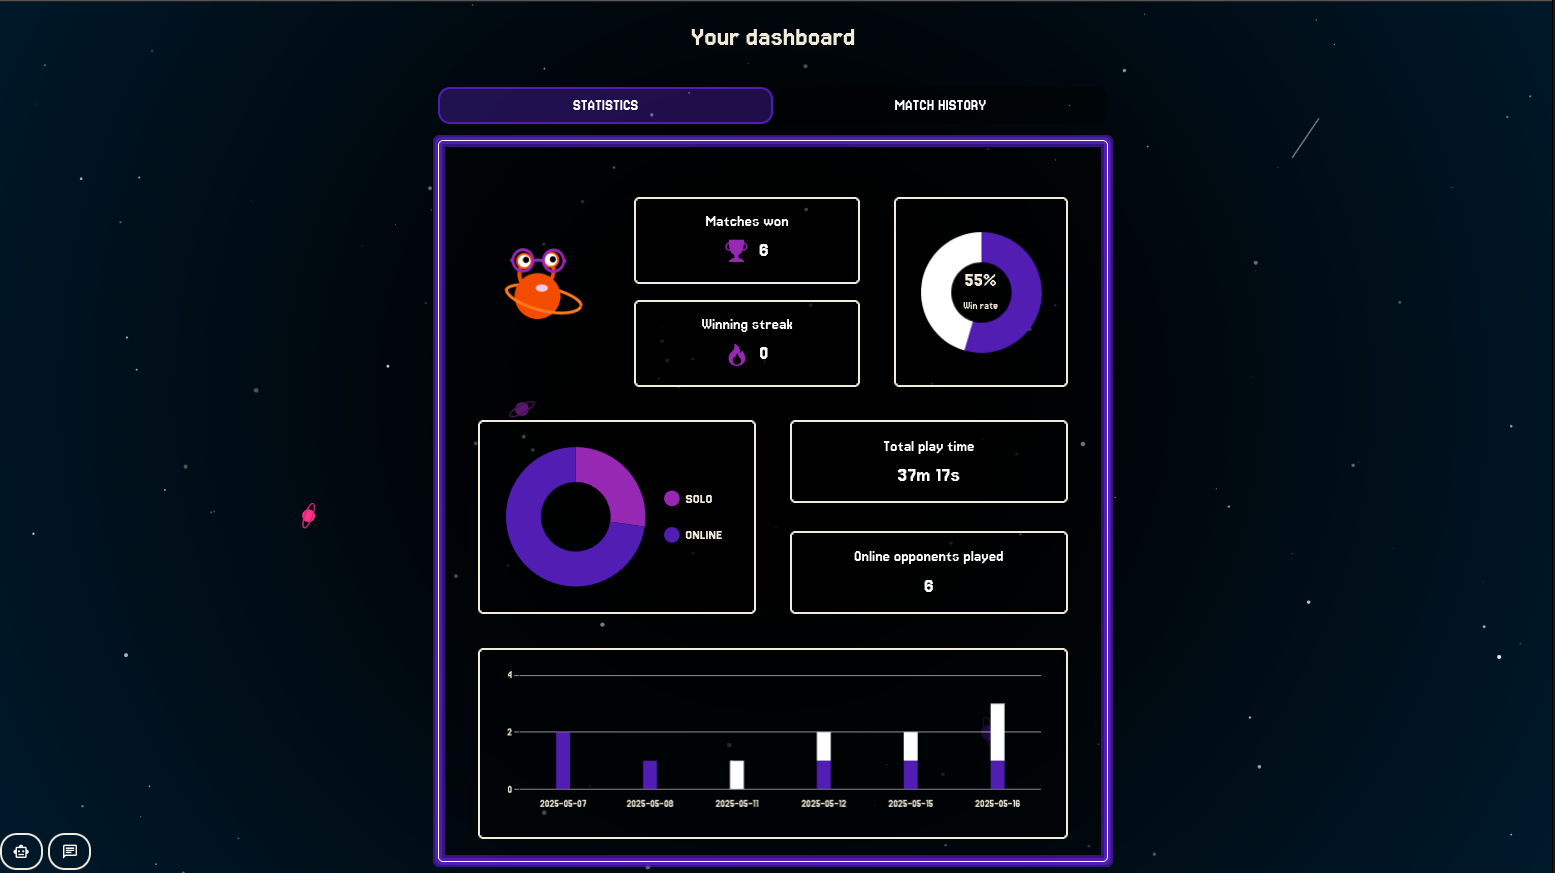 Your dashboard
STATISTICS
MATCH HISTORY
Matches won
6
Winning streak
0
55%
Win rate
SOLO
ONLINE
Total play time
37m 17s
Online opponents played
6
4
2
0
2025-05-07
2025-05-08
2025-05-11
2025-05-12
2025-05-15
2025-05-16